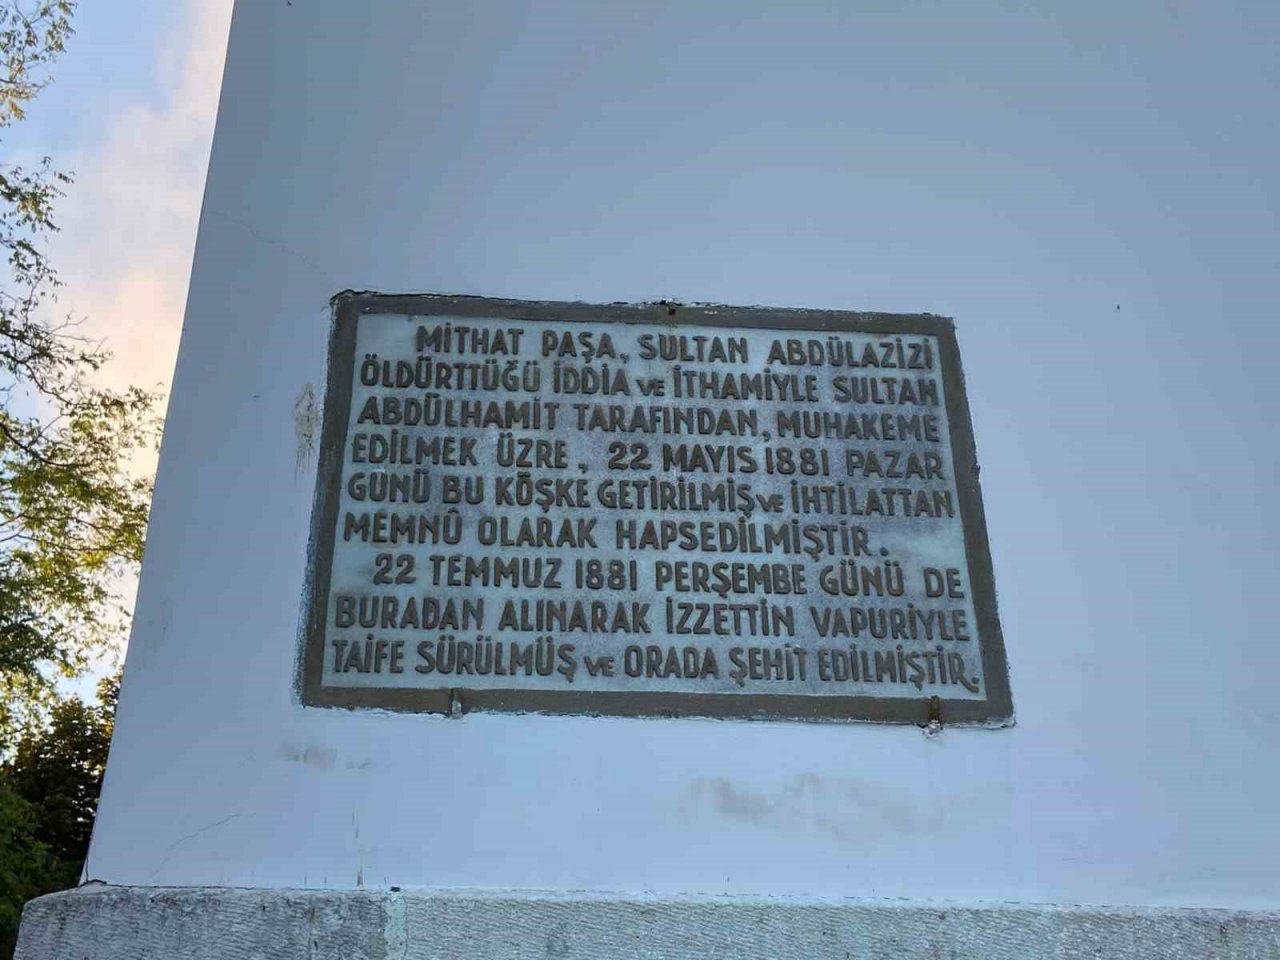 MİTHAT PAŞA, SULTAN ABDÜLAZİZİ
ÖLDÜRTTÜĞÜ İDDİA VE İTHAMİYLE SULTAN
ABDÜLHAMİT TARAFINDAN, MUHAKEME
EDİLMEK ÜZRE, 22 MAYIS 1881 PAZAR
GÜNÜ BU KÖŞKE GETİRİLMİŞ VE İHTİLATTAN
MEMNÛ OLARAK HAPSEDİLMİŞTİR.
22 TEMMUZ 1881 PERŞEMBE GÜNÜ DE
BURADAN ALINARAK İZZETTİN VAPURİYLE
TAİFE SÜRÜLMÜŞ VE ORADA ŞEHİT EDİLMİŞTİR.